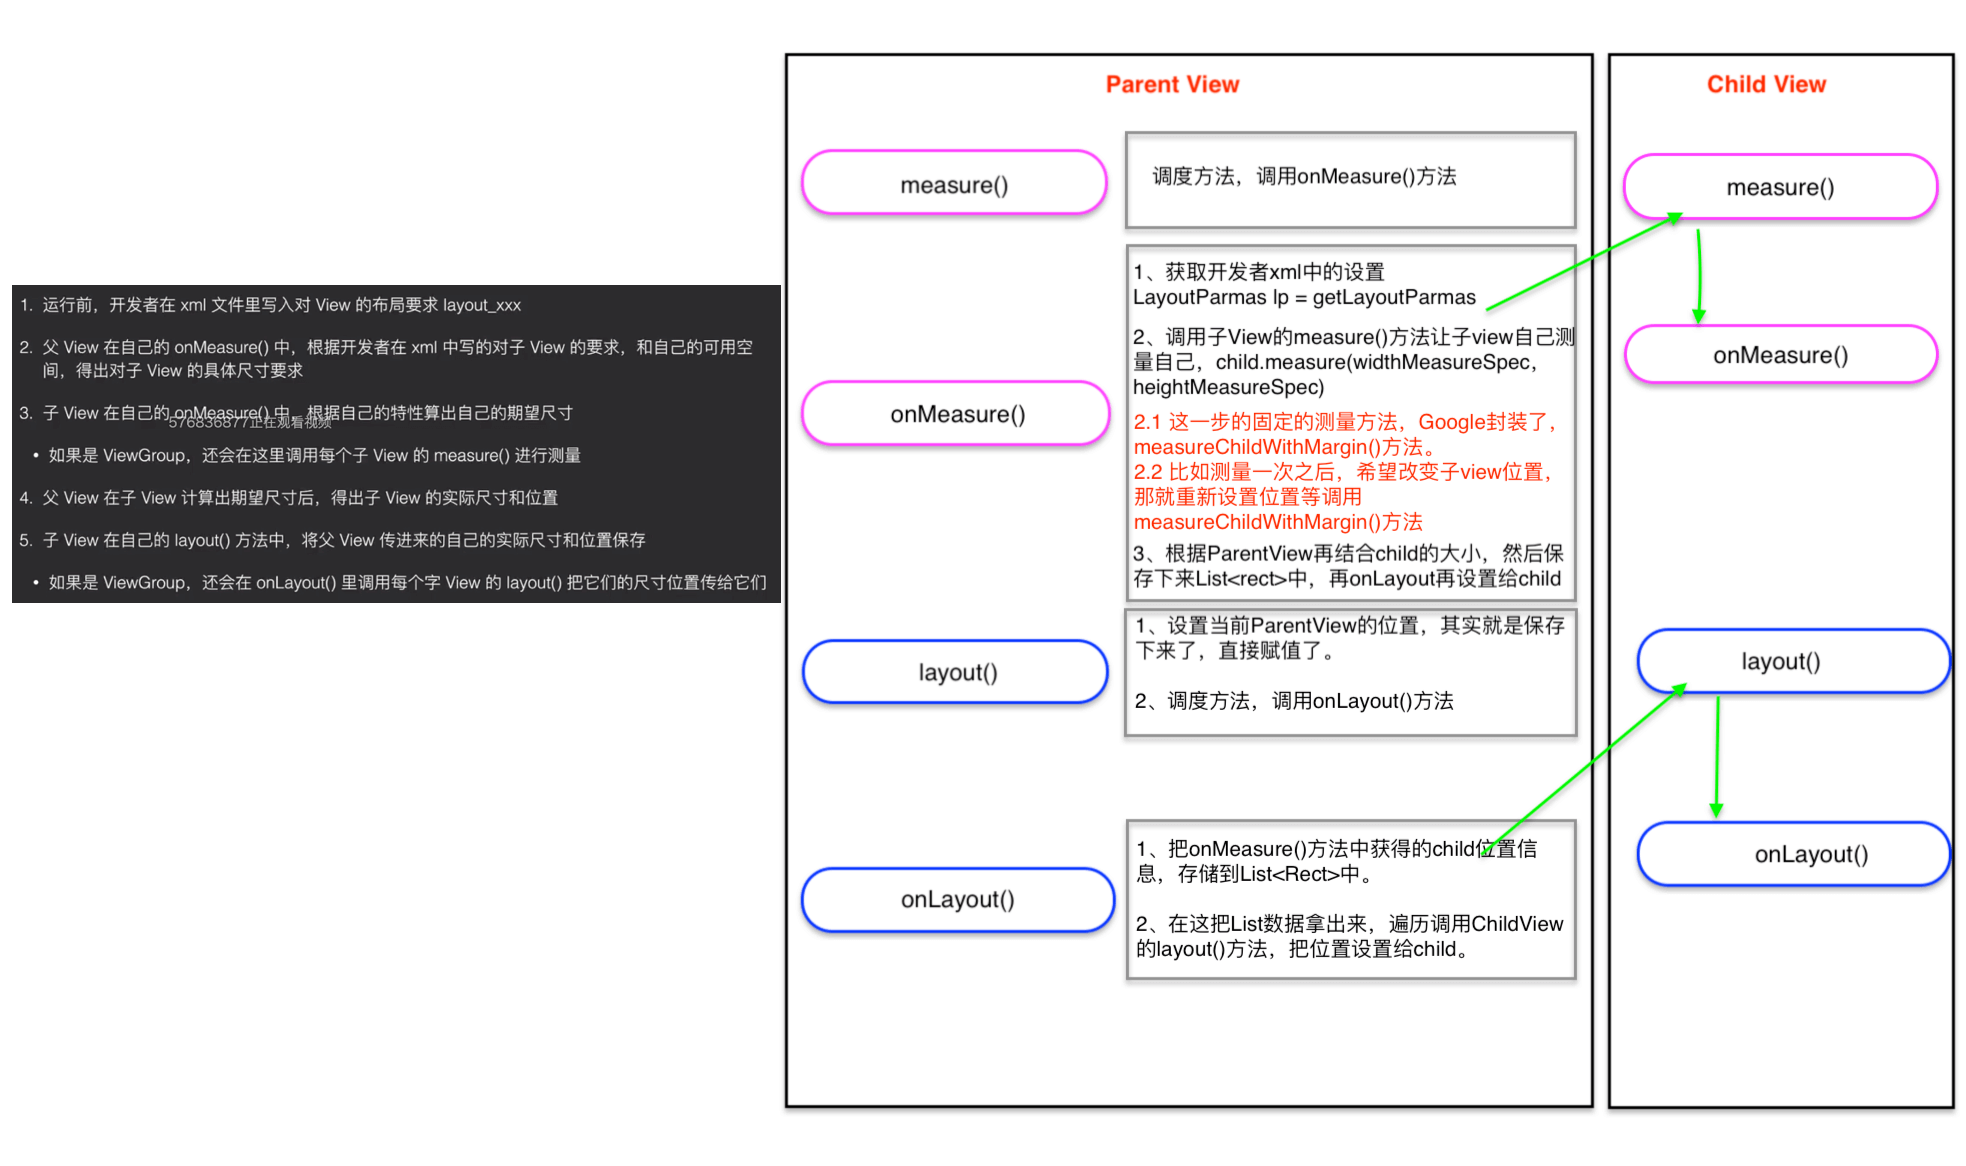 1. 运行前，开发者在 xml 文件里写入对 View 的布局要求 layout_xxx
2. 父 View 在自己的 onMeasure() 中，根据开发者在 xml 中写的对子 View 的要求，和自己的可用空
间，得出对子 View 的具体尺寸要求
3. 子 View 在自己的 onMeasure() 中，根据自己的特性算出自己的期望尺寸
576836877正在观看视频
• 如果是 ViewGroup，还会在这里调用每个子 View 的 measure() 进行测量
4. 父 View 在子 View 计算出期望尺寸后，得出子 View 的实际尺寸和位置
5. 子 View 在自己的 layout() 方法中，将父 View 传进来的自己的实际尺寸和位置保存
• 如果是 ViewGroup，还会在 onLayout() 里调用每个字 View 的 layout() 把它们的尺寸位置传给它们
Parent View
measure()
调度方法，调用onMeasure()方法
onMeasure()
1、获取开发者xml中的设置
LayoutParmas lp = getLayoutParmas
2、调用子View的measure()方法让子view自己测
量自己，child.measure(widthMeasureSpec，
heightMeasureSpec)
2.1 这一步的固定的测量方法，Google封装了，
measureChildWithMargin()方法。
2.2 比如测量一次之后，希望改变子view位置，
那就重新设置位置等调用
measureChildWithMargin()方法
3、根据ParentView再结合child的大小，然后保
存下来List<rect>中，再onLayout再设置给child
layout()
1、设置当前ParentView的位置，其实就是保存
下来了，直接赋值了。
2、调度方法，调用onLayout()方法
onLayout()
1、把onMeasure()方法中获得的child位置信
息，存储到List<Rect>中。
2、在这把List数据拿出来，遍历调用ChildView
的layout()方法，把位置设置给child。
Child View
measure()
onMeasure()
layout()
onLayout()